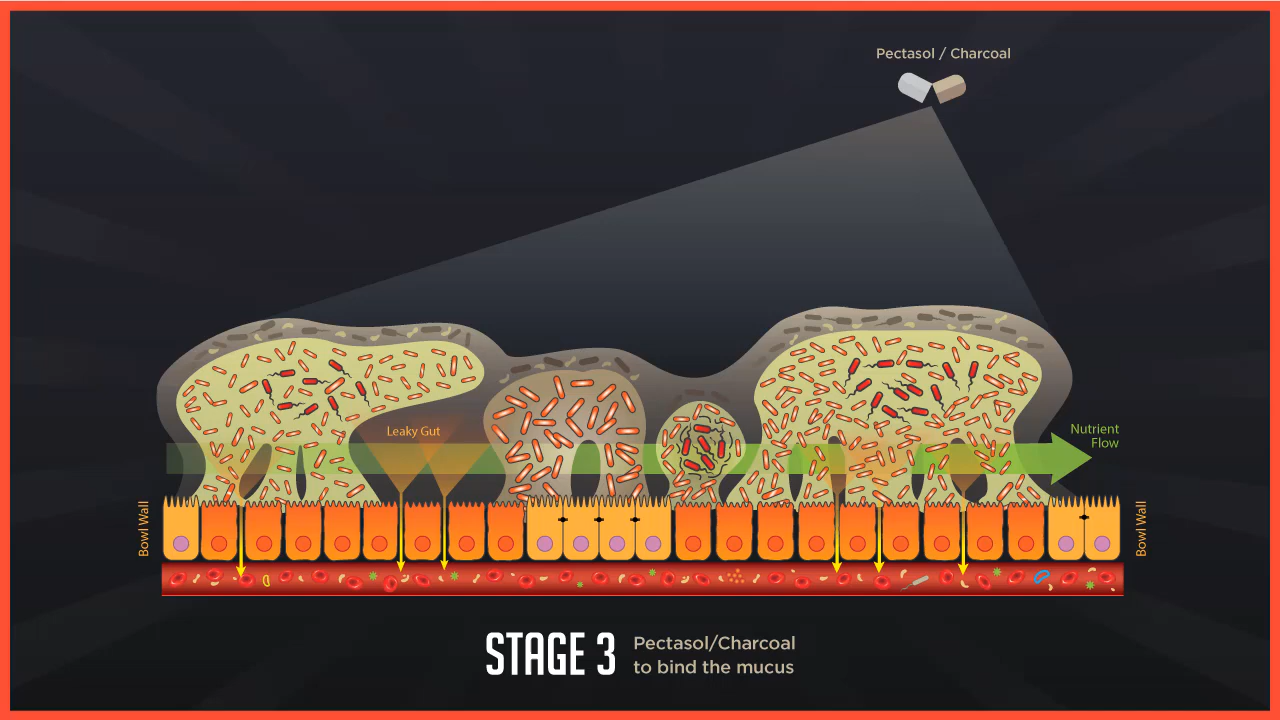 Pectasol / Charcoal
Leaky Gut
Nutrient
Flow
Bowl Wall
Bowl Wall
STAGE 3
Pectasol/Charcoal
to bind the mucus